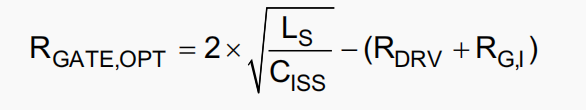 R_GATE,OPT = 2 × √(L_S / C_ISS) − (R_DRV + R_G,I)